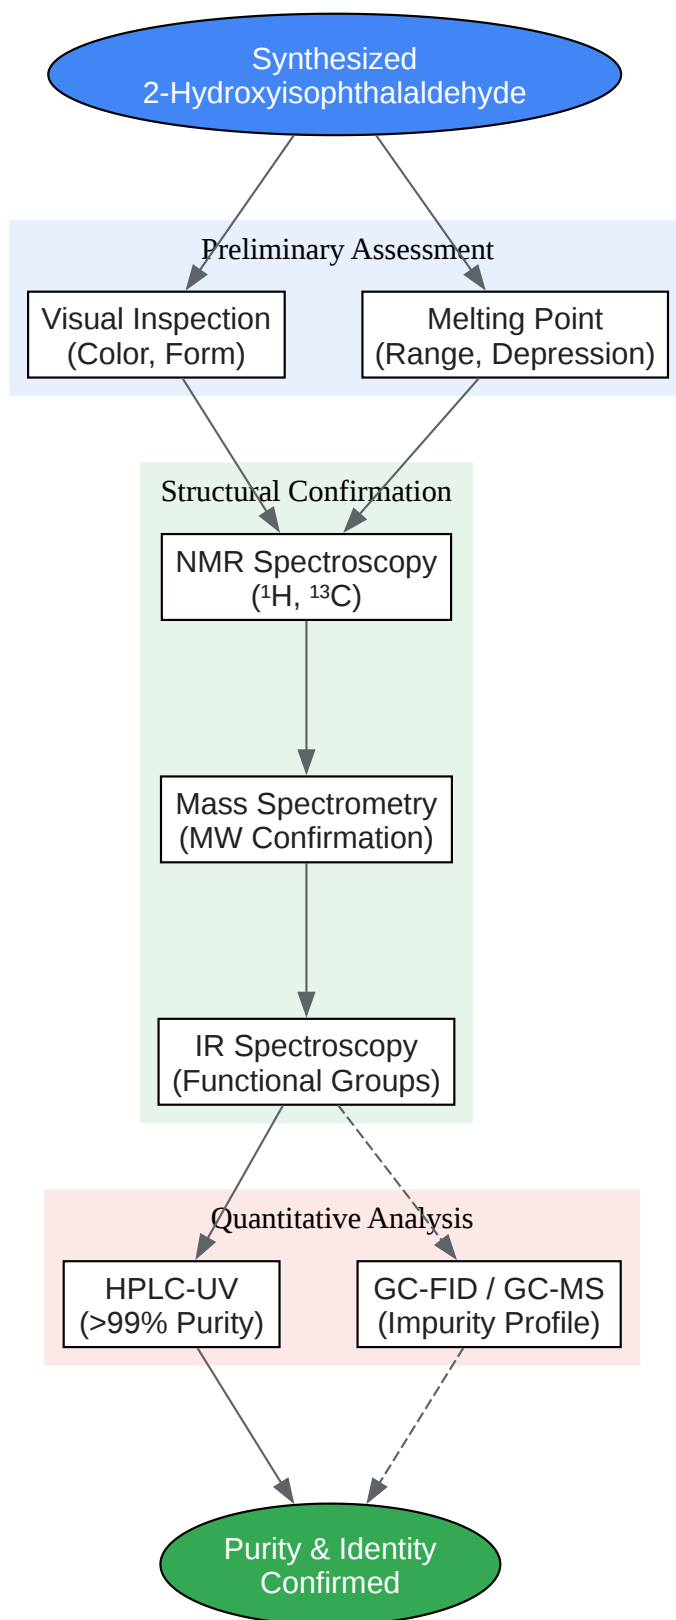 Synthesized
2-Hydroxyisophthalaldehyde
Preliminary Assessment
Visual Inspection
(Color, Form)
Melting Point
(Range, Depression)
Structural Confirmation
NMR Spectroscopy
(¹H, ¹³C)
Mass Spectrometry
(MW Confirmation)
IR Spectroscopy
(Functional Groups)
Quantitative Analysis
HPLC-UV
(>99% Purity)
GC-FID / GC-MS
(Impurity Profile)
Purity & Identity
Confirmed